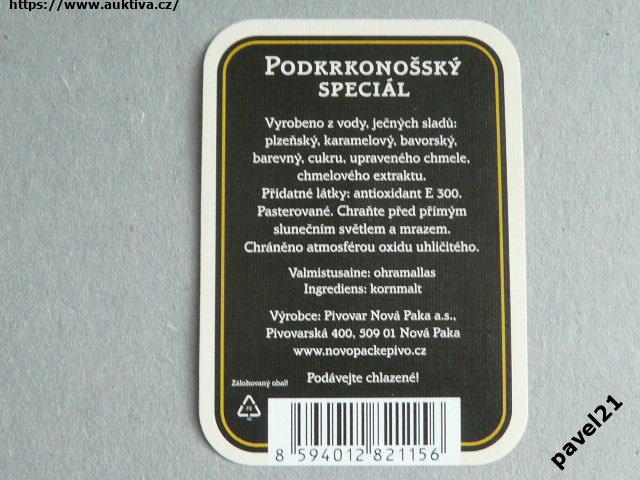 https://www.auktiva.cz/
PODKRKONOŠSKÝ
SPECIÁL
Vyrobeno z vody, ječných sladů:
plzeňský, karamelový, bavorský,
barevný, cukru, upraveného chmele,
chmelového extraktu.
Přidatné látky: antioxidant E 300.
Pasterované. Chraňte před přímým
slunečním světlem a mrazem.
Chráněno atmosférou oxidu uhličitého.
Valmistusaine: ohramallas
Ingrediens: kornmalt
Výrobce: Pivovar Nová Paka a.s.,
Pivovarská 400, 509 01 Nová Paka
www.novopackepivo.cz
Podávejte chlazené!
Zálohovaný obal!
8 594012 821156
pavel21